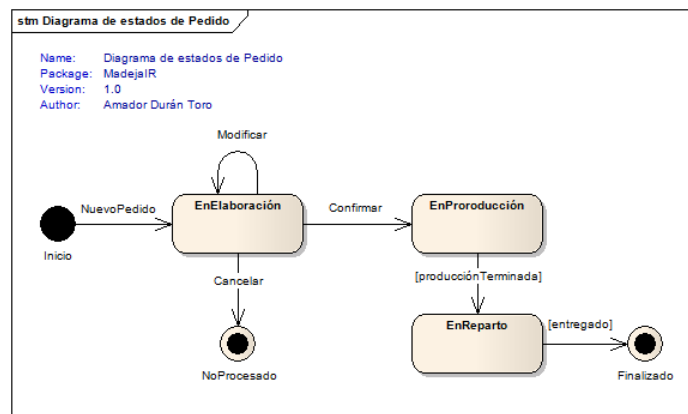 stm Diagrama de estados de Pedido
Name: Diagrama de estados de Pedido
Package: MadejaIR
Version: 1.0
Author: Amador Durán Toro
Modificar
NuevoPedido
EnElaboración
Confirmar
EnProroducción
Inicio
Cancelar
[producciónTerminada]
EnReparto
[entregado]
NoProcesado
Finalizado